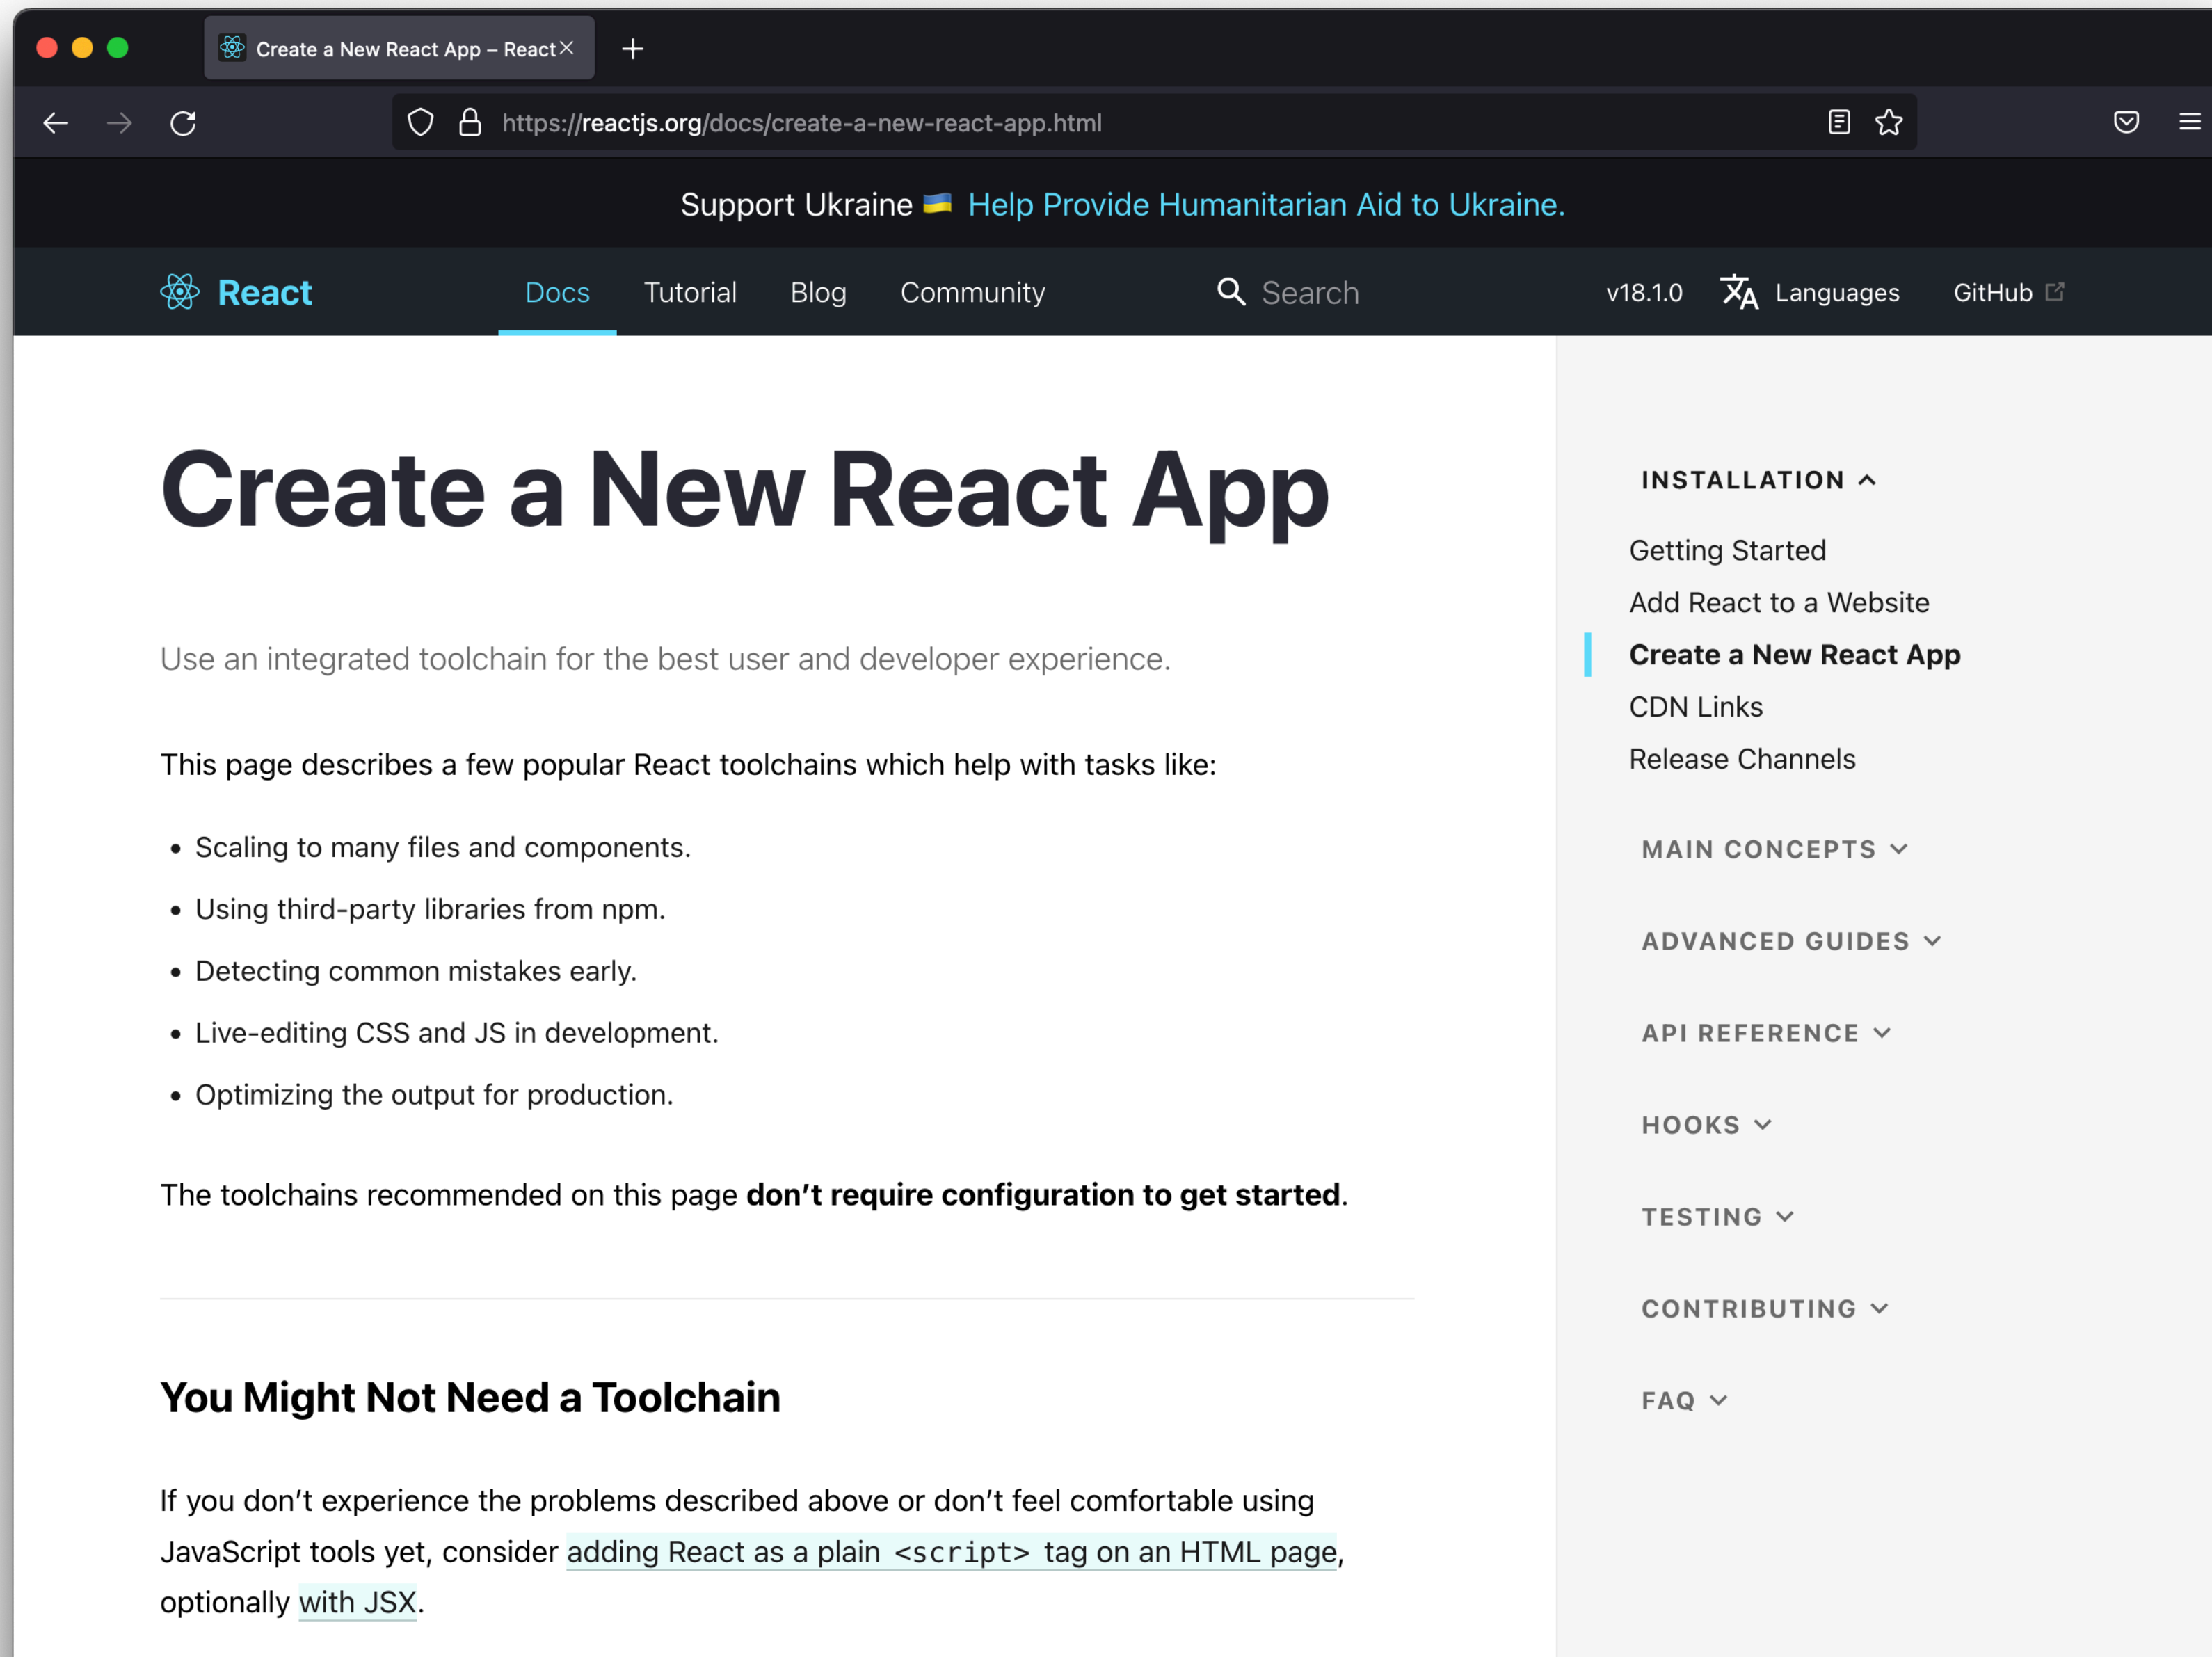 Create a New React App – React
https://reactjs.org/docs/create-a-new-react-app.html
Support Ukraine 🇺🇦 Help Provide Humanitarian Aid to Ukraine.
React
Docs
Tutorial
Blog
Community
Search
v18.1.0
Languages
GitHub
Create a New React App
Use an integrated toolchain for the best user and developer experience.
This page describes a few popular React toolchains which help with tasks like:
• Scaling to many files and components.
• Using third-party libraries from npm.
• Detecting common mistakes early.
• Live-editing CSS and JS in development.
• Optimizing the output for production.
The toolchains recommended on this page don’t require configuration to get started.
You Might Not Need a Toolchain
If you don’t experience the problems described above or don’t feel comfortable using
JavaScript tools yet, consider adding React as a plain <script> tag on an HTML page,
optionally with JSX.
INSTALLATION
Getting Started
Add React to a Website
Create a New React App
CDN Links
Release Channels
MAIN CONCEPTS
ADVANCED GUIDES
API REFERENCE
HOOKS
TESTING
CONTRIBUTING
FAQ